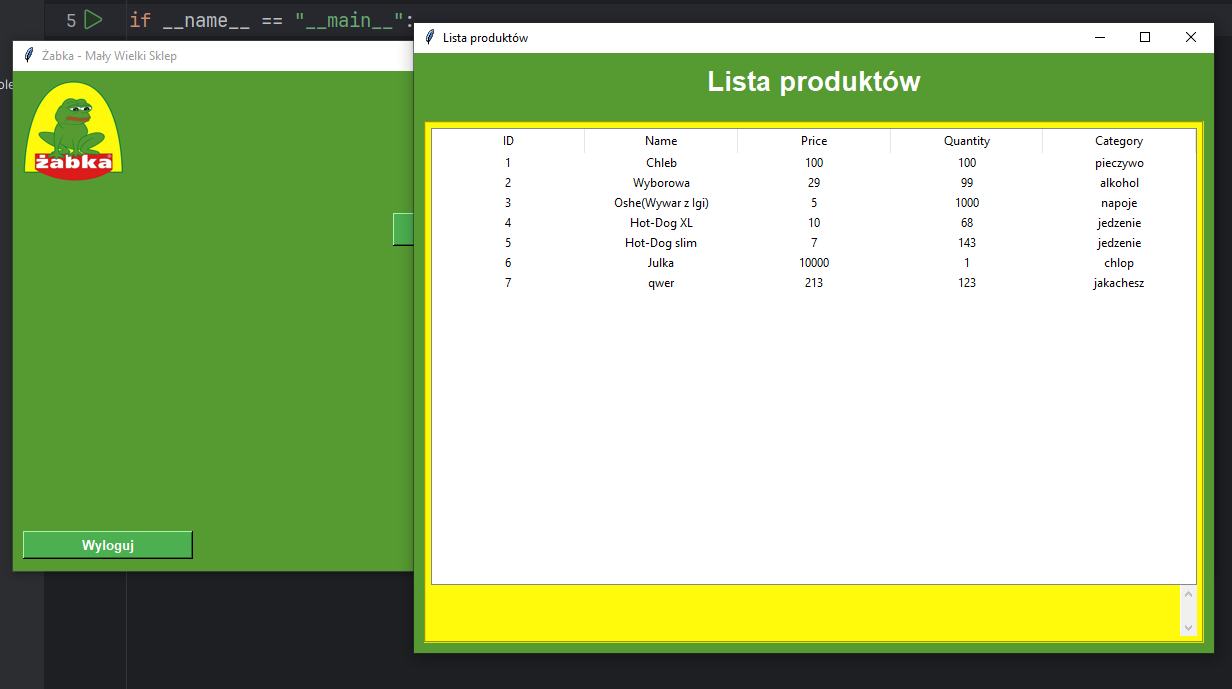 5 if __name__ == "__main__":
Żabka - Mały Wielki Sklep
ole
żabka
Wyloguj
Lista produktów
Lista produktów
ID Name Price Quantity Category
1 Chleb 100 100 pieczywo
2 Wyborowa 29 99 alkohol
3 Oshe(Wywar z lgi) 5 1000 napoje
4 Hot-Dog XL 10 68 jedzenie
5 Hot-Dog slim 7 143 jedzenie
6 Julka 10000 1 chlop
7 qwer 213 123 jakachesz